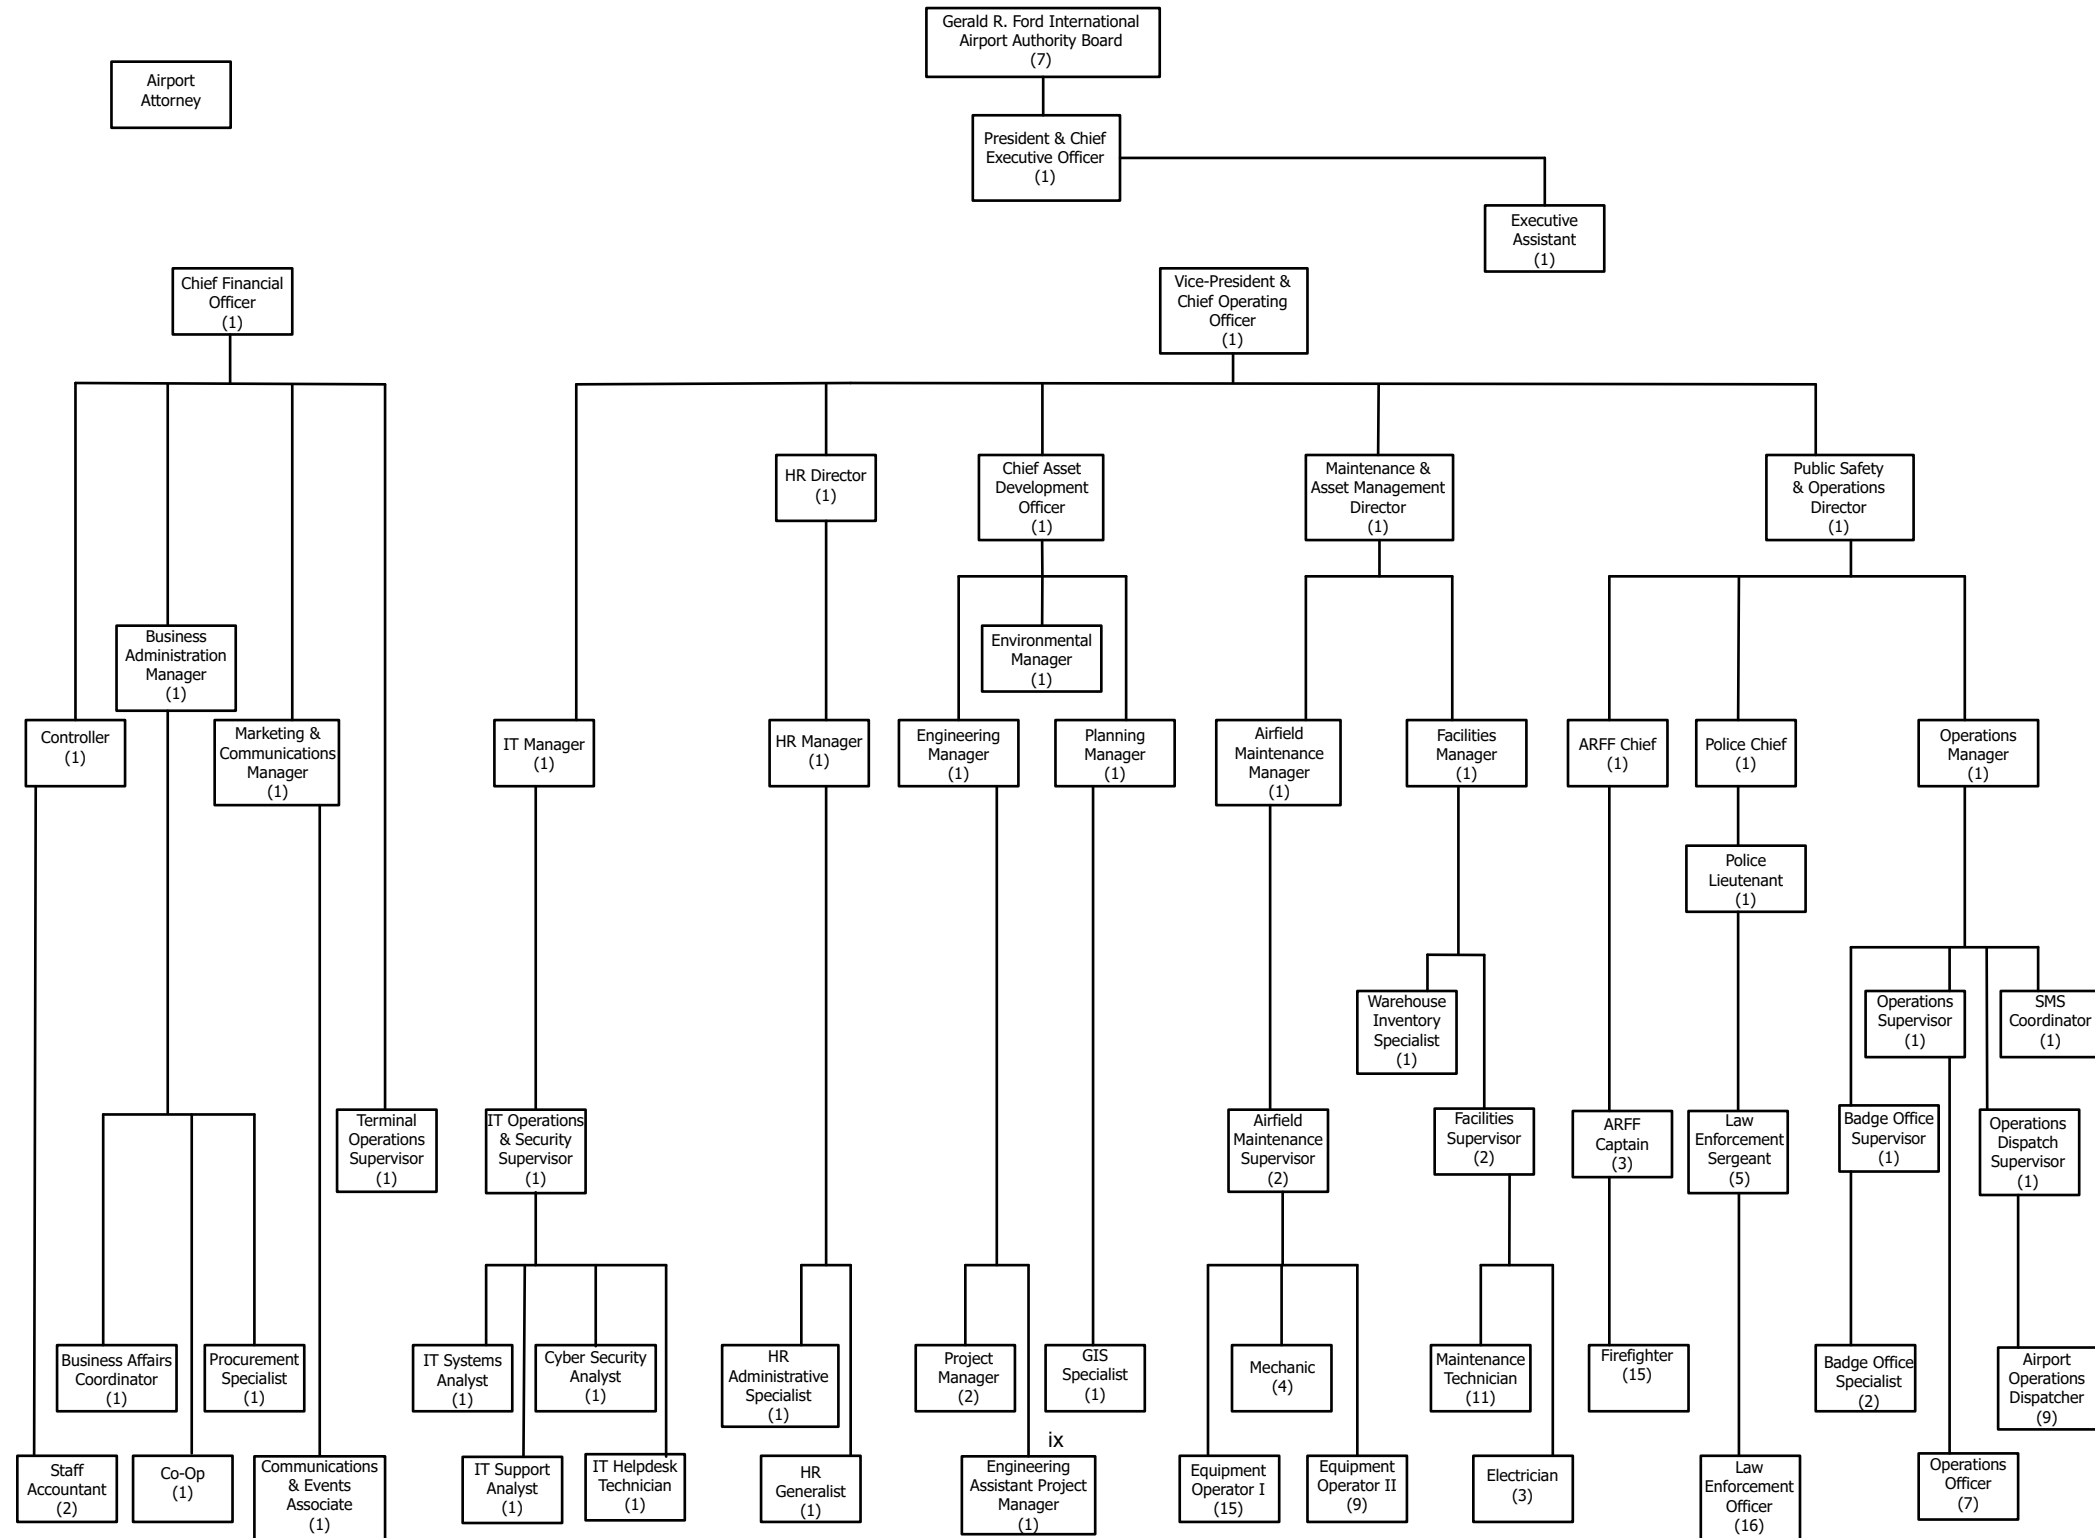 Gerald R. Ford International
Airport Authority Board
(7)
Airport
Attorney
President & Chief
Executive Officer
(1)
Executive
Assistant
(1)
Chief Financial
Officer
(1)
Vice-President &
Chief Operating
Officer
(1)
HR Director
(1)
Chief Asset
Development
Officer
(1)
Maintenance &
Asset Management
Director
(1)
Public Safety
& Operations
Director
(1)
Business
Administration
Manager
(1)
Environmental
Manager
(1)
Controller
(1)
Marketing &
Communications
Manager
(1)
IT Manager
(1)
HR Manager
(1)
Engineering
Manager
(1)
Planning
Manager
(1)
Airfield
Maintenance
Manager
(1)
Facilities
Manager
(1)
ARFF Chief
(1)
Police Chief
(1)
Operations
Manager
(1)
Police
Lieutenant
(1)
Warehouse
Inventory
Specialist
(1)
Operations
Supervisor
(1)
SMS
Coordinator
(1)
Terminal
Operations
Supervisor
(1)
IT Operations
& Security
Supervisor
(1)
Airfield
Maintenance
Supervisor
(2)
Facilities
Supervisor
(2)
ARFF
Captain
(3)
Law
Enforcement
Sergeant
(5)
Badge Office
Supervisor
(1)
Operations
Dispatch
Supervisor
(1)
Business Affairs
Coordinator
(1)
Procurement
Specialist
(1)
IT Systems
Analyst
(1)
Cyber Security
Analyst
(1)
HR
Administrative
Specialist
(1)
Project
Manager
(2)
GIS
Specialist
(1)
Mechanic
(4)
Maintenance
Technician
(11)
Firefighter
(15)
Badge Office
Specialist
(2)
Airport
Operations
Dispatcher
(9)
ix
Staff
Accountant
(2)
Co-Op
(1)
Communications
& Events
Associate
(1)
IT Support
Analyst
(1)
IT Helpdesk
Technician
(1)
HR
Generalist
(1)
Engineering
Assistant Project
Manager
(1)
Equipment
Operator I
(15)
Equipment
Operator II
(9)
Electrician
(3)
Law
Enforcement
Officer
(16)
Operations
Officer
(7)